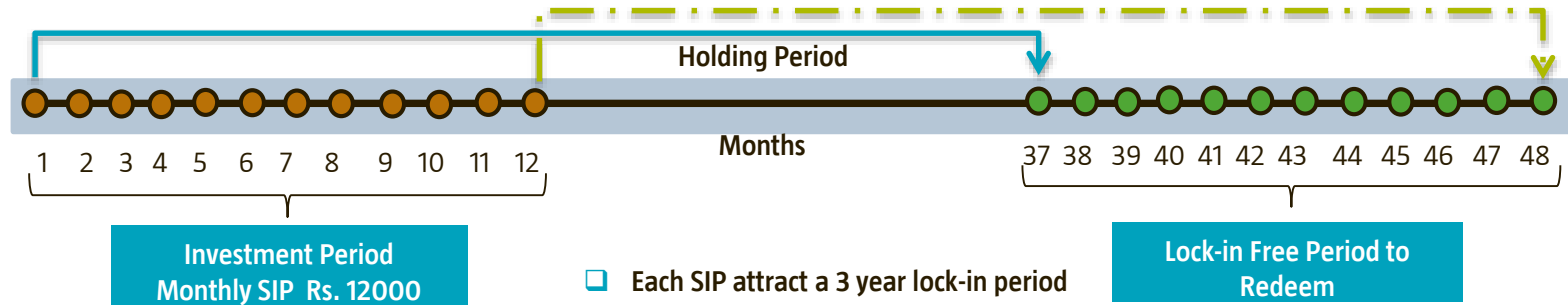 Holding Period
Months
1 2 3 4 5 6 7 8 9 10 11 12
37 38 39 40 41 42 43 44 45 46 47 48
Investment Period
Monthly SIP Rs. 12000
Each SIP attract a 3 year lock-in period
Lock-in Free Period to
Redeem